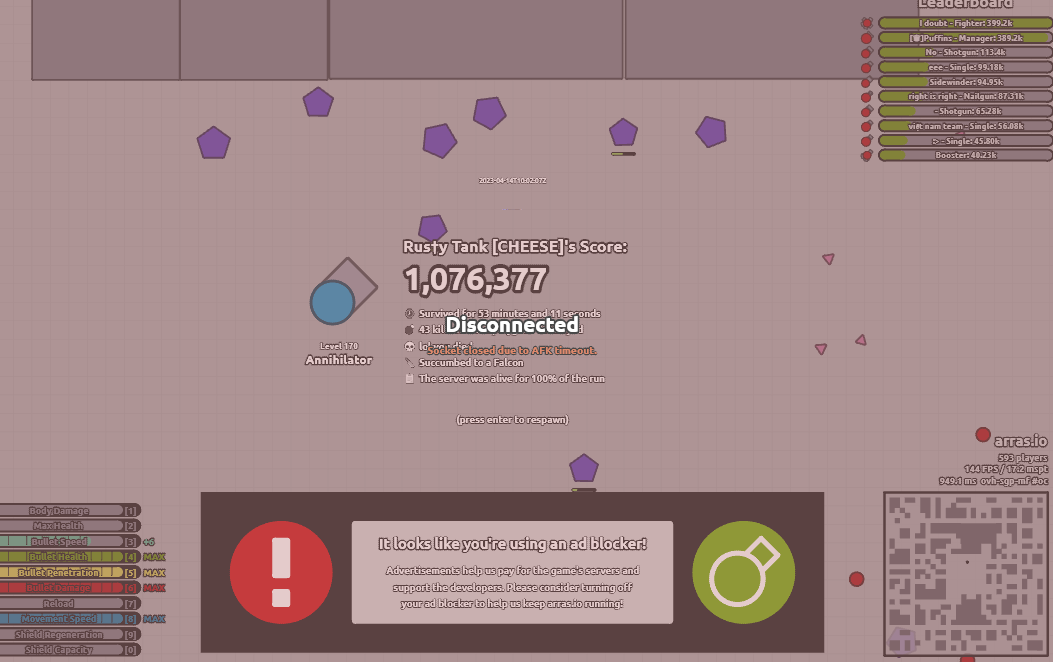 Leaderboard
I doubt - Fighter: 399.2k
Puffins - Manager: 389.2k
No - Shotgun: 113.4k
eee - Single: 99.18k
Sidewinder: 94.95k
right is right - Nailgun: 87.31k
- Shotgun: 65.28k
việt nam team - Single: 56.08k
▷ - Single: 45.80k
Booster: 40.23k
Rusty Tank [CHEESE]'s Score:
1,076,377
Survived for 53 minutes and 11 seconds
Disconnected
43
lol you died
Socket closed due to AFK timeout.
Succumbed to a Falcon
The server was alive for 100% of the run
Level 170
Annihilator
(press enter to respawn)
arras.io
593 players
144 FPS / 17.2 mspt
949.1 ms ovh-sgp-mf #oc
Body Damage [1]
Max Health [2]
Bullet Speed [3] +6
Bullet Health [4] MAX
Bullet Penetration [5] MAX
Bullet Damage [6] MAX
Reload [7]
Movement Speed [8] MAX
Shield Regeneration [9]
Shield Capacity [0]
It looks like you're using an ad blocker!
Advertisements help us pay for the game's servers and
support the developers. Please consider turning off
your ad blocker to help us keep arras.io running!